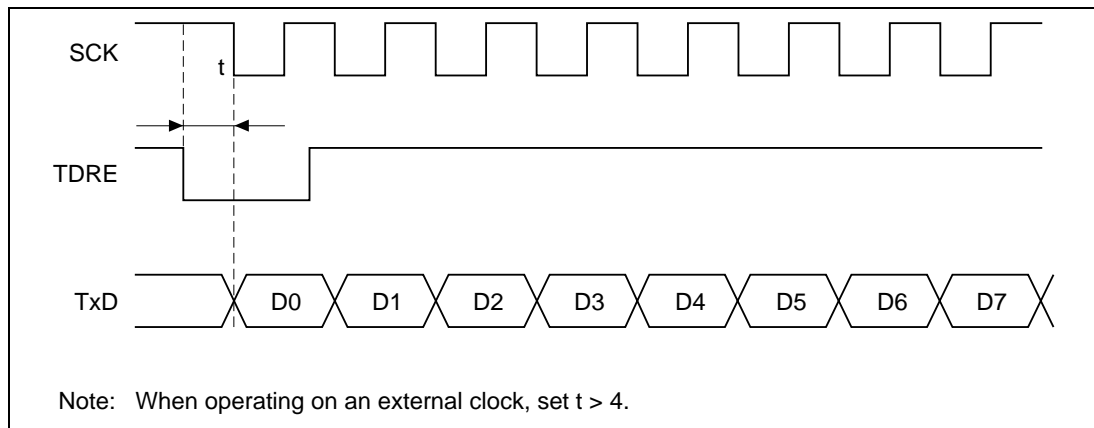 SCK
t
TDRE
TxD D0 D1 D2 D3 D4 D5 D6 D7
Note: When operating on an external clock, set t > 4.